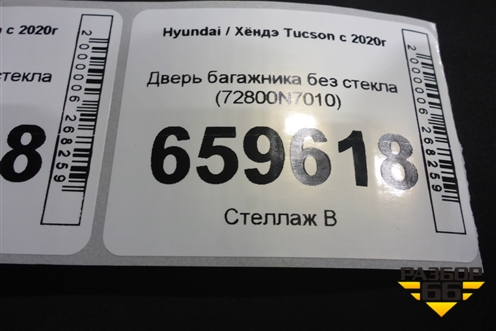 с 2020г
стекла
8
2000006268259
Hyundai / Хёндэ Tucson с 2020г
Дверь багажника без стекла
(72800N7010)
659618
Стеллаж В
2000006268259
РАЗБОР
66